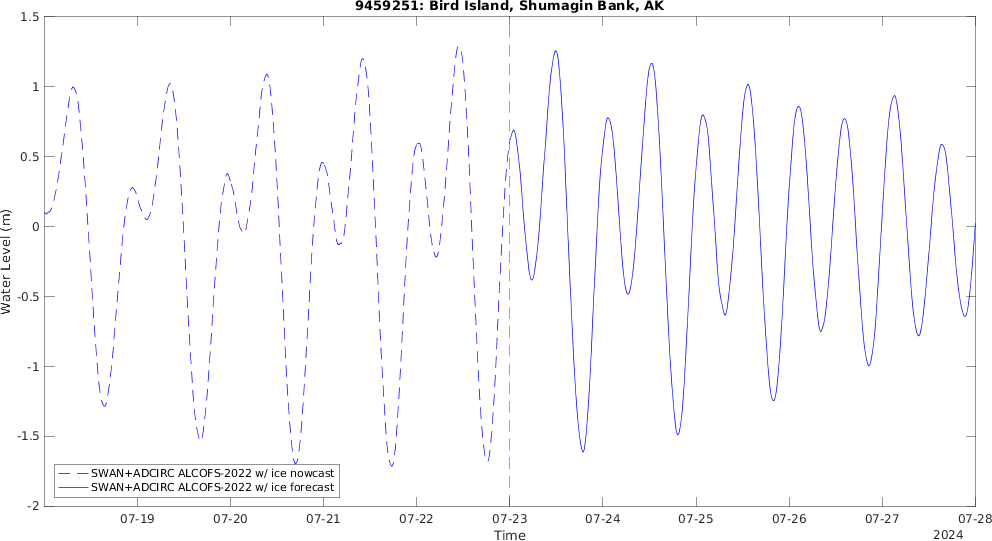 9459251: Bird Island, Shumagin Bank, AK
1.5
1
0.5
0
-0.5
-1
-1.5
-2
Water Level (m)
SWAN+ADCIRC ALCOFS-2022 w/ ice nowcast
SWAN+ADCIRC ALCOFS-2022 w/ ice forecast
07-19 07-20 07-21 07-22 07-23 07-24 07-25 07-26 07-27 07-28
Time
2024